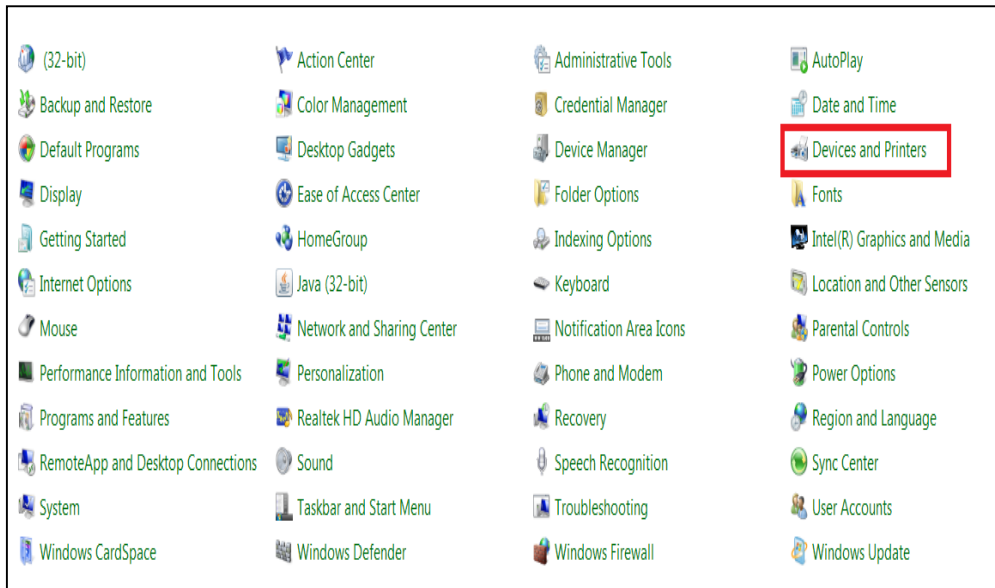 (32-bit) Action Center Administrative Tools AutoPlay
Backup and Restore Color Management Credential Manager Date and Time
Default Programs Desktop Gadgets Device Manager Devices and Printers
Display Ease of Access Center Folder Options Fonts
Getting Started HomeGroup Indexing Options Intel(R) Graphics and Media
Internet Options Java (32-bit) Keyboard Location and Other Sensors
Mouse Network and Sharing Center Notification Area Icons Parental Controls
Performance Information and Tools Personalization Phone and Modem Power Options
Programs and Features Realtek HD Audio Manager Recovery Region and Language
RemoteApp and Desktop Connections Sound Speech Recognition Sync Center
System Taskbar and Start Menu Troubleshooting User Accounts
Windows CardSpace Windows Defender Windows Firewall Windows Update